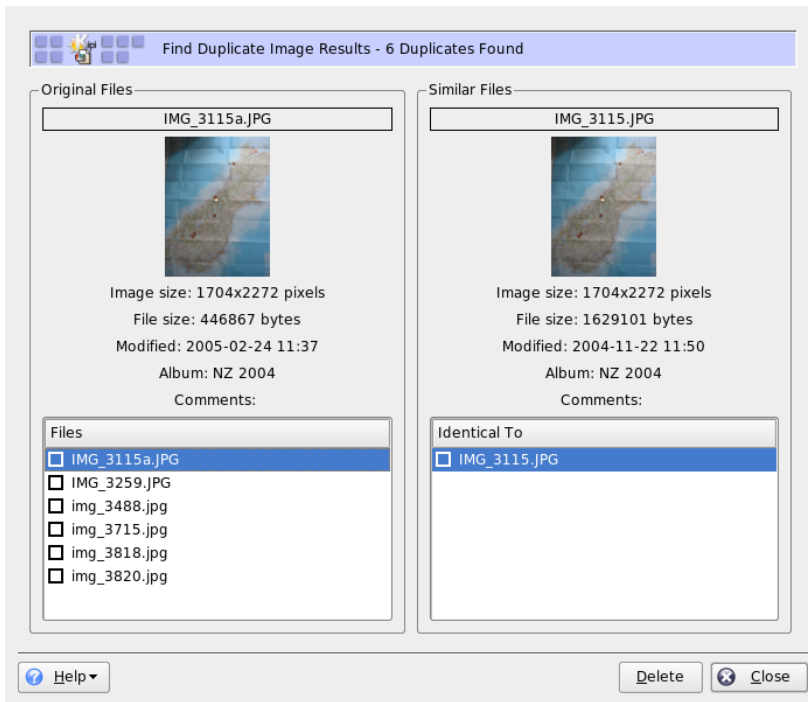 Find Duplicate Image Results - 6 Duplicates Found
Original Files
IMG_3115a.JPG
Image size: 1704x2272 pixels
File size: 446867 bytes
Modified: 2005-02-24 11:37
Album: NZ 2004
Comments:
Files
IMG_3115a.JPG
IMG_3259.JPG
img_3488.jpg
img_3715.jpg
img_3818.jpg
img_3820.jpg
Similar Files
IMG_3115.JPG
Image size: 1704x2272 pixels
File size: 1629101 bytes
Modified: 2004-11-22 11:50
Album: NZ 2004
Comments:
Identical To
IMG_3115.JPG
Help
Delete
Close